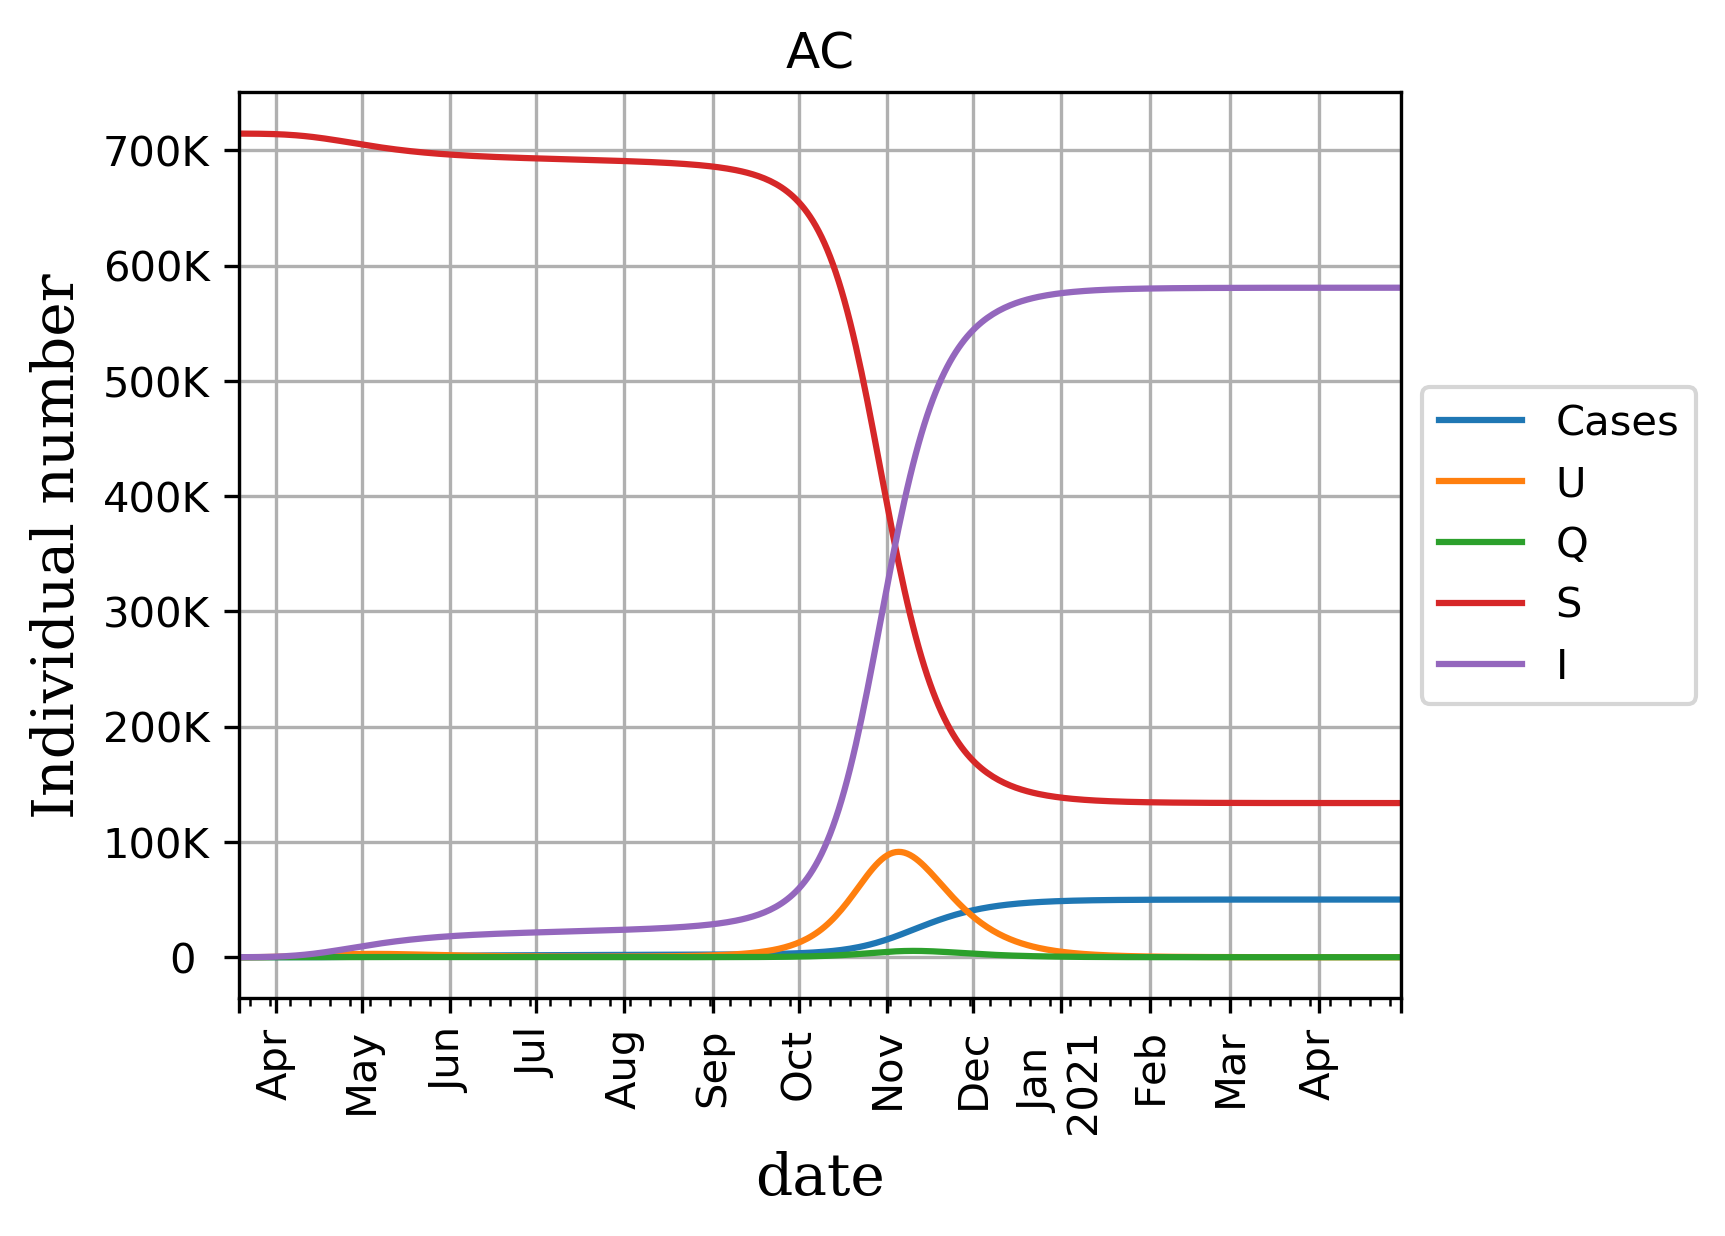 AC
Individual number
700K
600K
500K
400K
300K
200K
100K
0
Apr
May
Jun
Jul
Aug
Sep
Oct
Nov
Dec
Jan
2021
Feb
Mar
Apr
date
Cases
U
Q
S
I